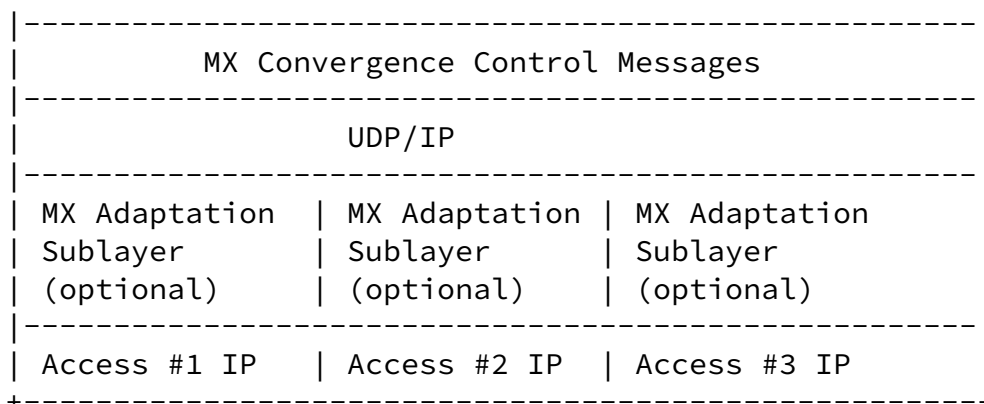 |-----------------------------------------------------
|          MX Convergence Control Messages
|-----------------------------------------------------
|                  UDP/IP
|-----------------------------------------------------
| MX Adaptation  | MX Adaptation | MX Adaptation
| Sublayer       | Sublayer      | Sublayer
| (optional)     | (optional)    | (optional)
|-----------------------------------------------------
| Access #1 IP   | Access #2 IP  | Access #3 IP
+------------------------------------------------------